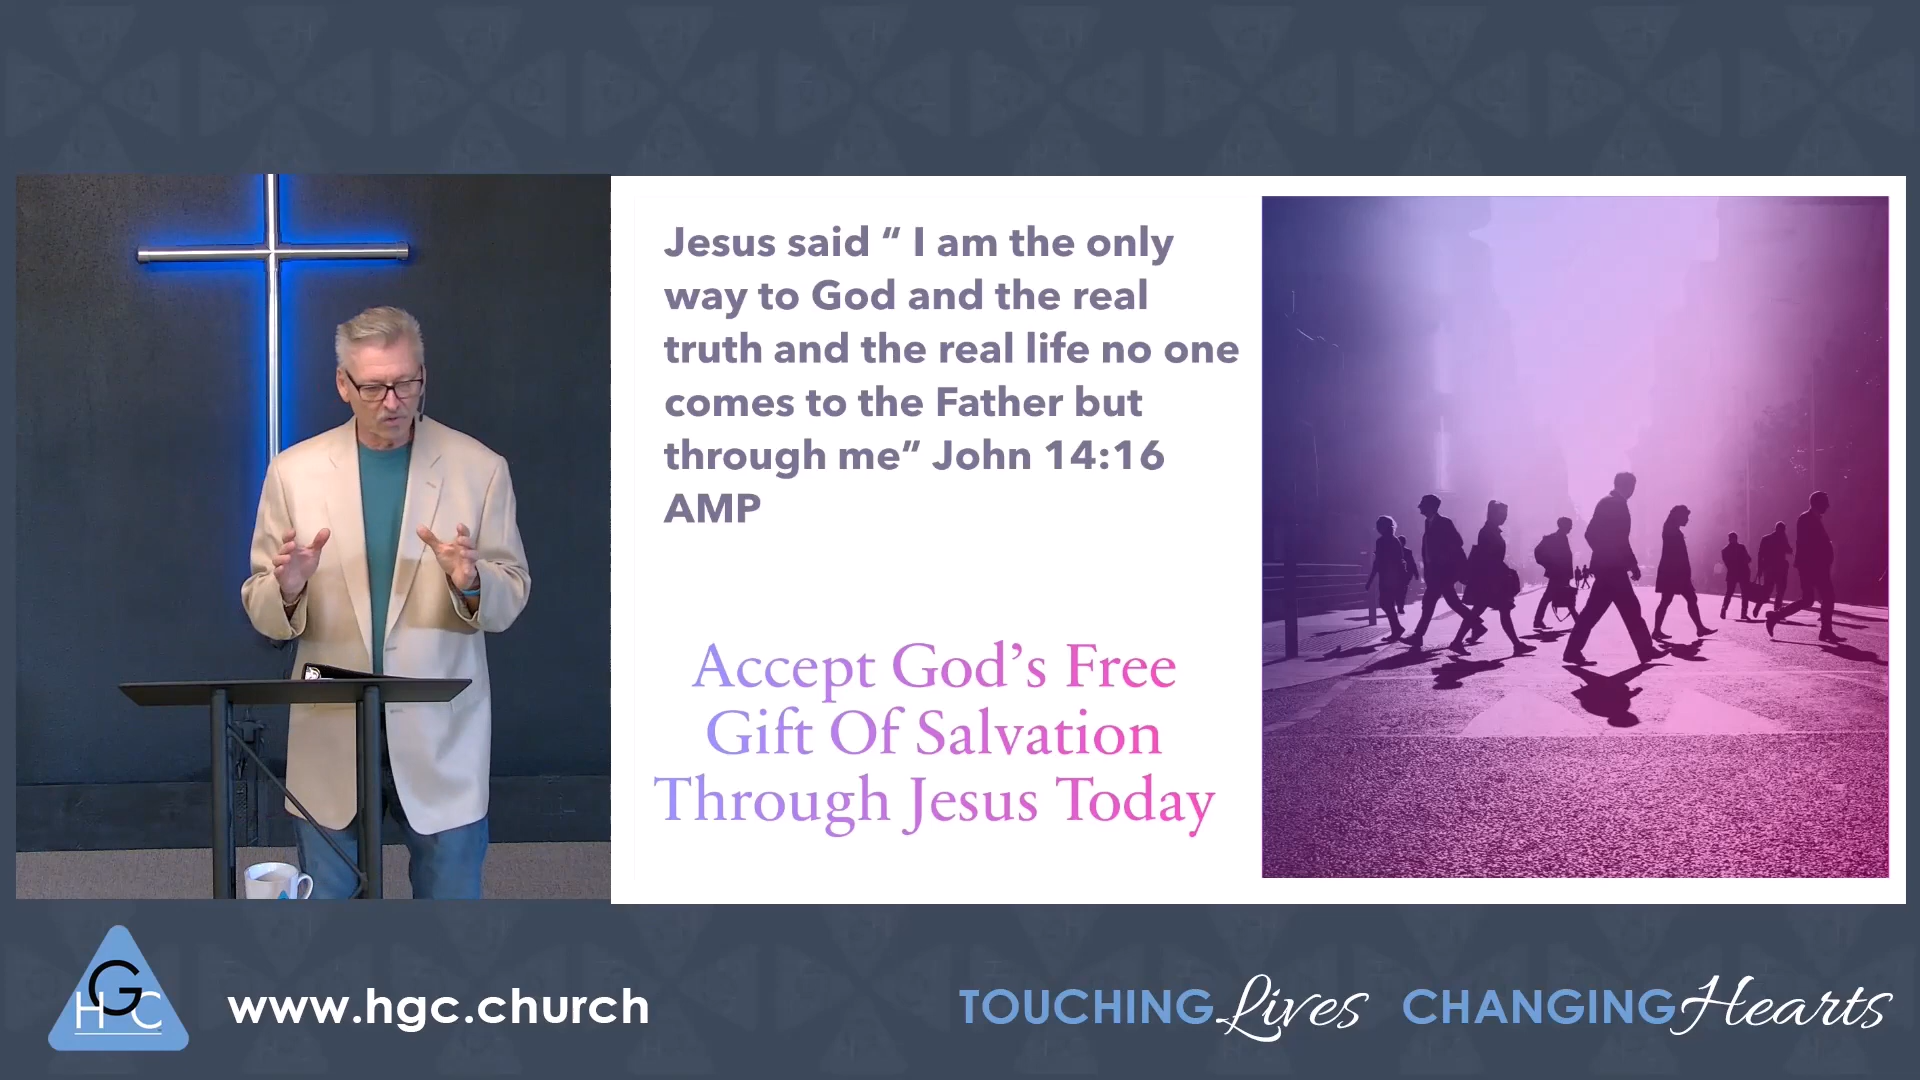 Jesus said “ I am the only
way to God and the real
truth and the real life no one
comes to the Father but
through me” John 14:16
AMP
Accept God’s Free
Gift Of Salvation
Through Jesus Today
HGC
www.hgc.church
TOUCHING Lives CHANGING Hearts